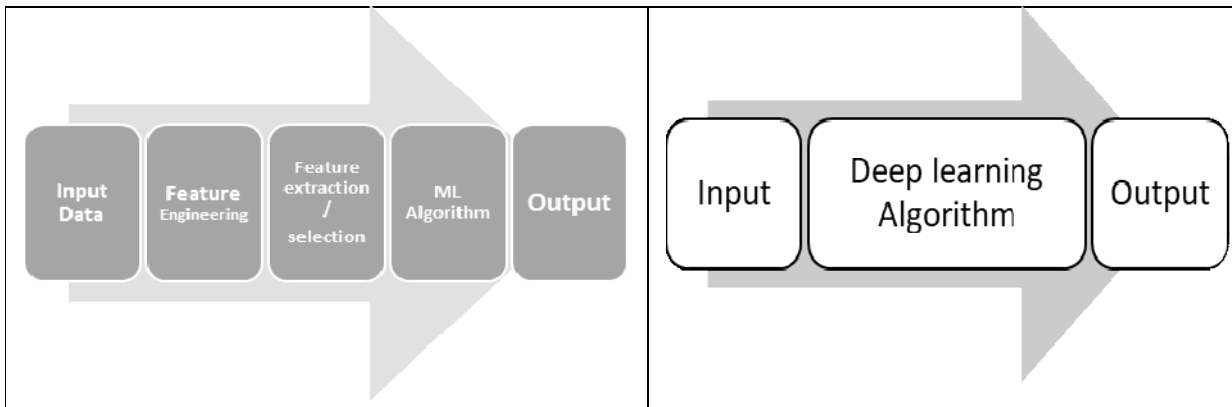 Input
Data
Feature
Engineering
Feature
extraction
/
selection
ML
Algorithm
Output
Input
Deep learning
Algorithm
Output